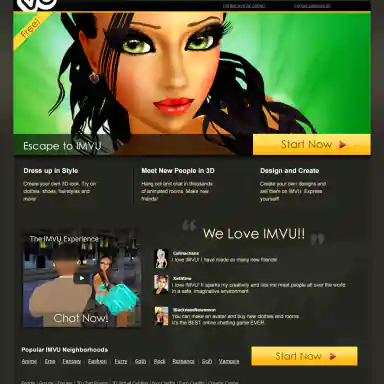 Free!
Escape to IMVU
Start Now
Dress up in Style
Meet New People in 3D
Design and Create
Create your own 3D look. Try on
clothes, shoes, hairstyles and
more!
Hang out and chat in thousands
of animated rooms. Make new
friends!
Create your own designs and
sell them on IMVU. Express
yourself!
The IMVU Experience
Chat Now!
We Love IMVU!!
I love IMVU! I have made so many new friends!
I love IMVU! It sparks my creativity and lets me meet people all over the world
in a safe, imaginative environment.
You can make an avatar and buy new clothes and rooms.
It's the BEST online chatting game EVER.
Popular IMVU Neighborhoods
Anime | Emo | Fantasy | Fashion | Furry | Goth | Rock | Romance | Scifi | Vampire
Start Now